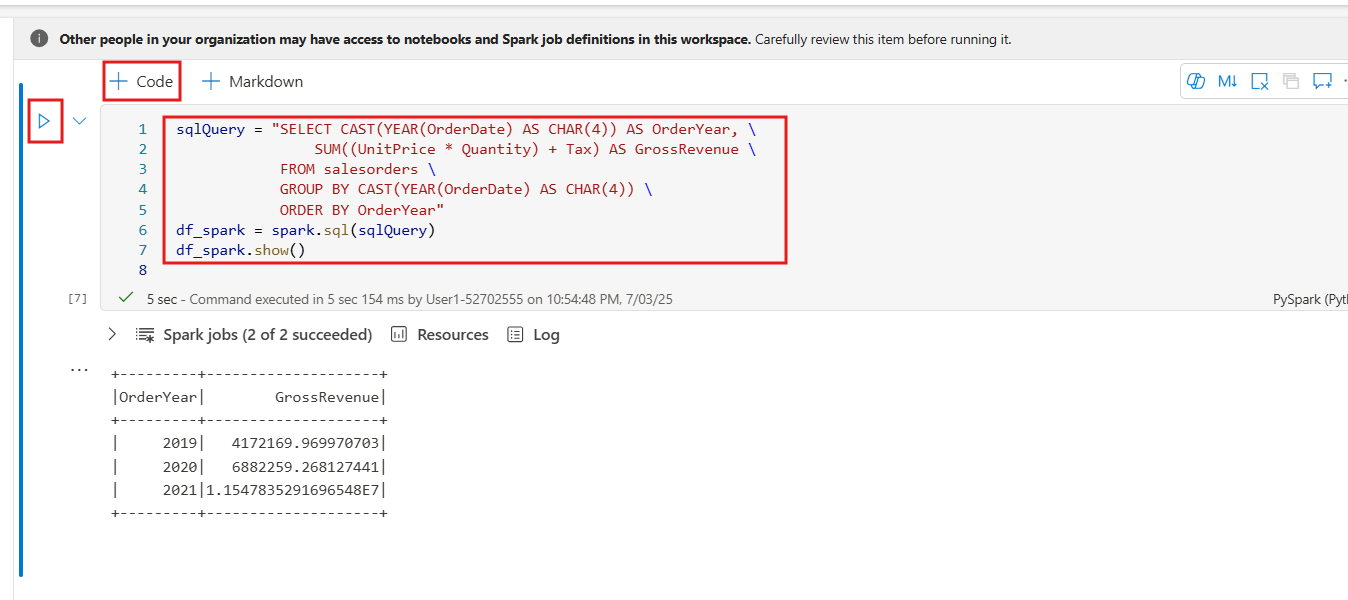 Other people in your organization may have access to notebooks and Spark job definitions in this workspace. Carefully review this item before running it.
+ Code + Markdown M↓
1 sqlQuery = "SELECT CAST(YEAR(OrderDate) AS CHAR(4)) AS OrderYear, \
2 SUM((UnitPrice * Quantity) + Tax) AS GrossRevenue \
3 FROM salesorders \
4 GROUP BY CAST(YEAR(OrderDate) AS CHAR(4)) \
5 ORDER BY OrderYear"
6 df_spark = spark.sql(sqlQuery)
7 df_spark.show()
8
[7] 5 sec - Command executed in 5 sec 154 ms by User1-52702555 on 10:54:48 PM, 7/03/25 PySpark (Pyt
Spark jobs (2 of 2 succeeded) Resources Log
... +---------+-------------------+
|OrderYear|       GrossRevenue|
+---------+-------------------+
|     2019|  4172169.969970703|
|     2020|  6882259.268127441|
|     2021|1.1547835291696548E7|
+---------+-------------------+